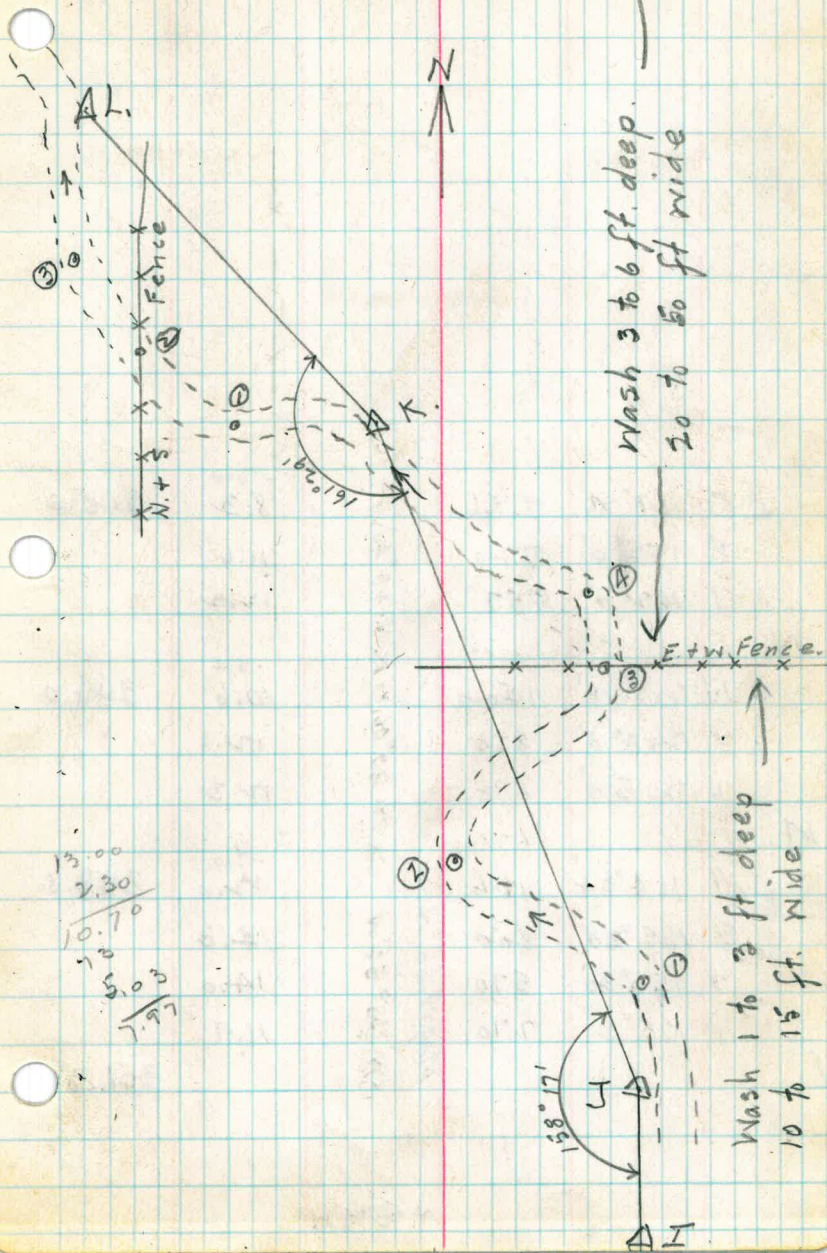 L.
③
N. + S. Fence
②
①
K.
161°29'
N
Wash 3 to 6 ft. deep.
20 to 50 ft wide
④
E. + W. Fence.
③
②
①
Wash 1 to 3 ft deep
10 to 15 ft. wide
158° 17'
J
I
13.00
2.30
10.70
5.03
7.97